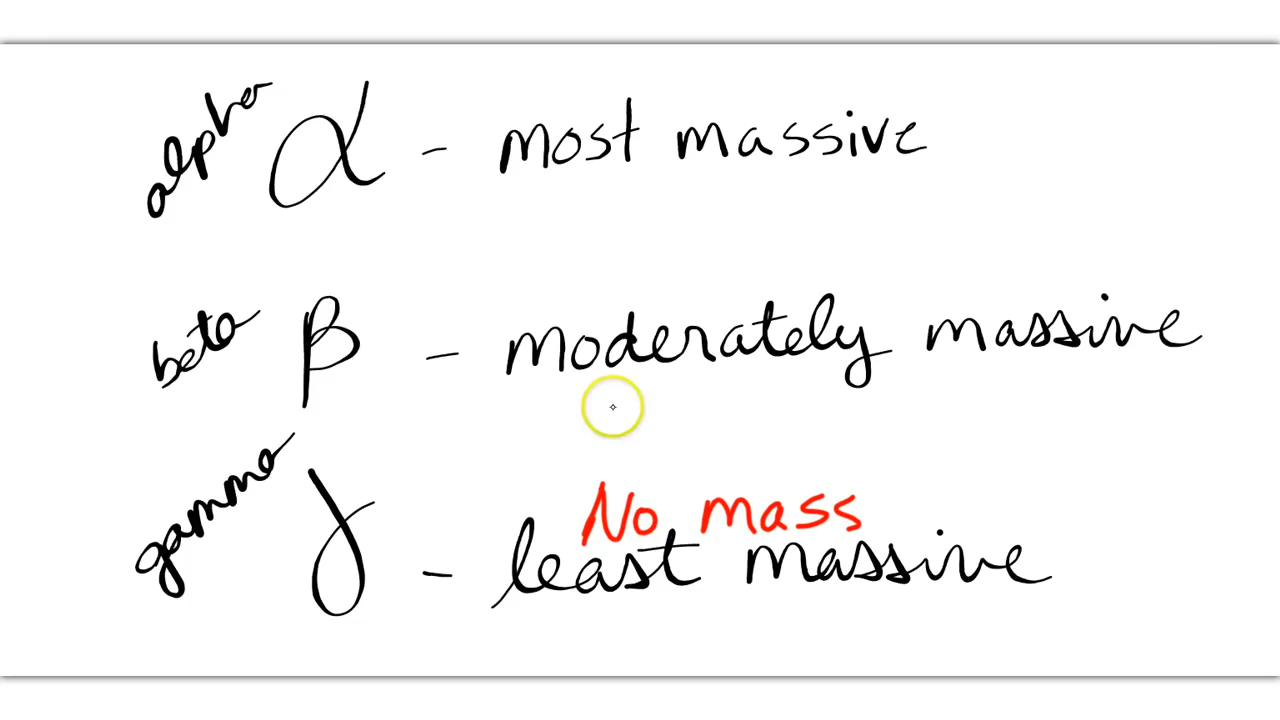 alpha α - most massive
beta β - moderately massive
No mass
gamma γ - least massive